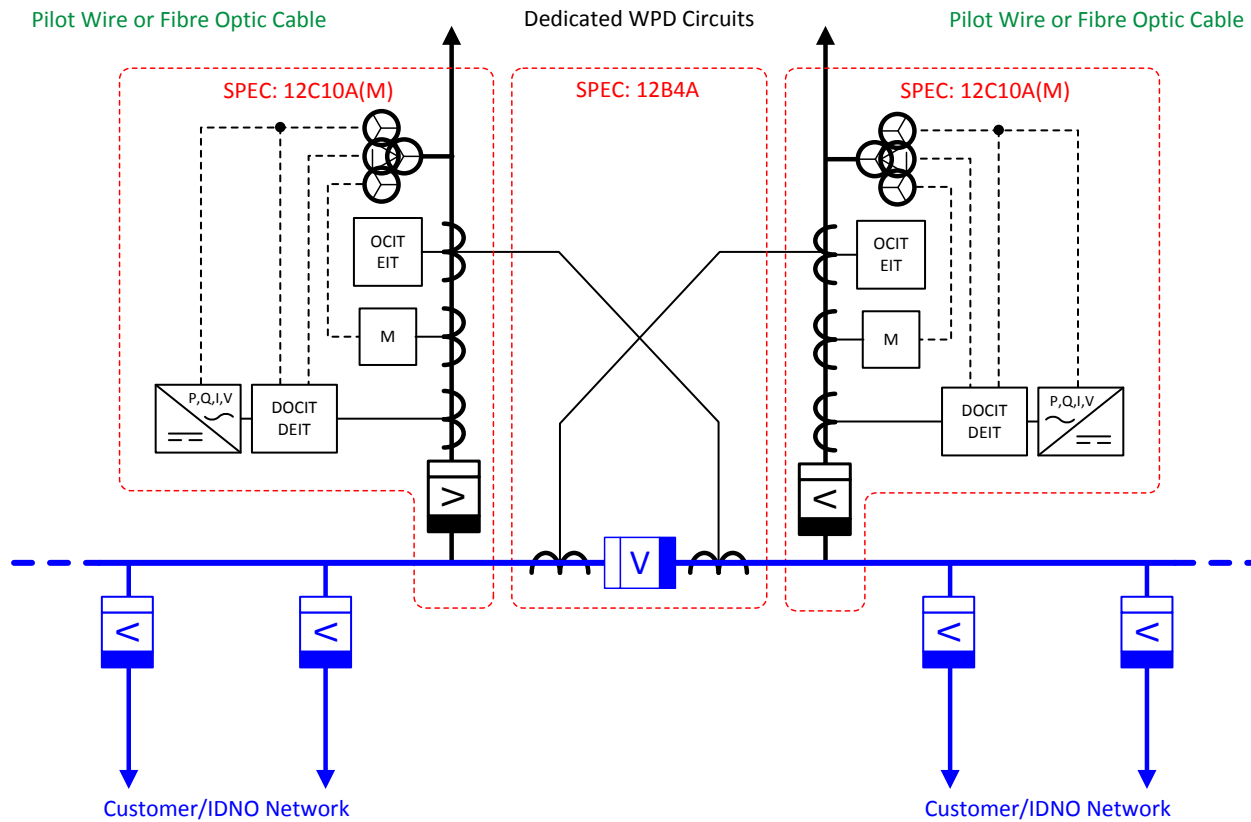 Pilot Wire or Fibre Optic Cable
Dedicated WPD Circuits
Pilot Wire or Fibre Optic Cable
SPEC: 12C10A(M)
SPEC: 12B4A
SPEC: 12C10A(M)
OCIT
EIT
OCIT
EIT
M
M
P,Q,I,V
DOCIT
DEIT
DOCIT
DEIT
P,Q,I,V
V
V
V
V
V
V
V
Customer/IDNO Network
Customer/IDNO Network